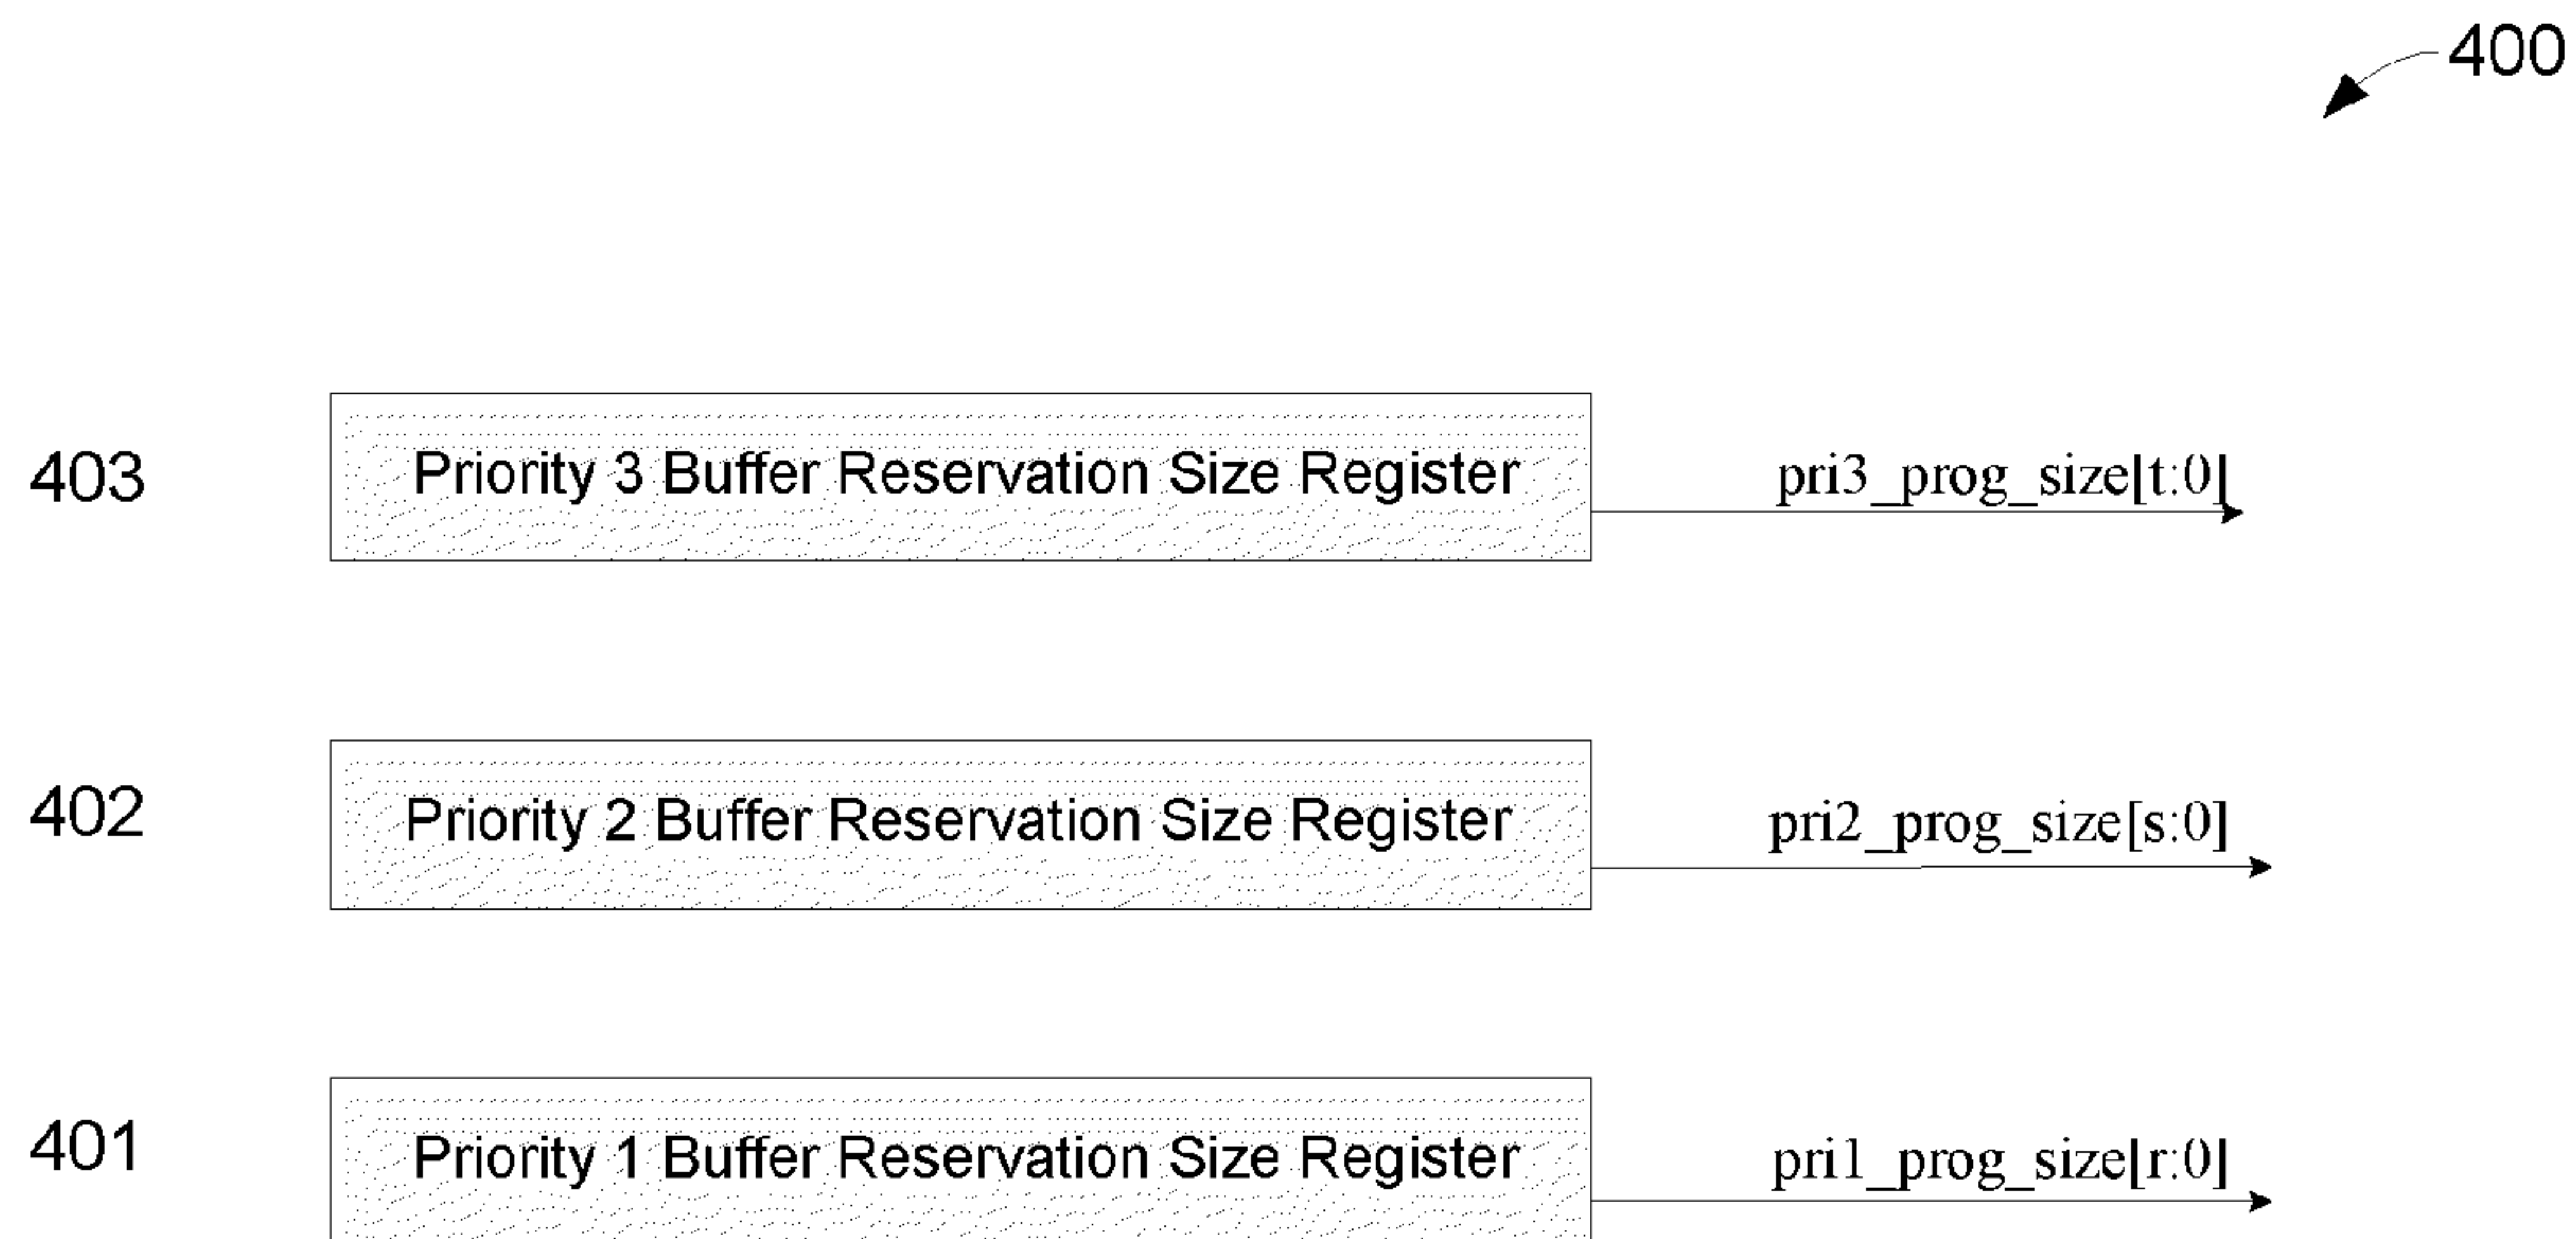 400
403 Priority 3 Buffer Reservation Size Register pri3_prog_size[t:0]
402 Priority 2 Buffer Reservation Size Register pri2_prog_size[s:0]
401 Priority 1 Buffer Reservation Size Register pri1_prog_size[r:0]